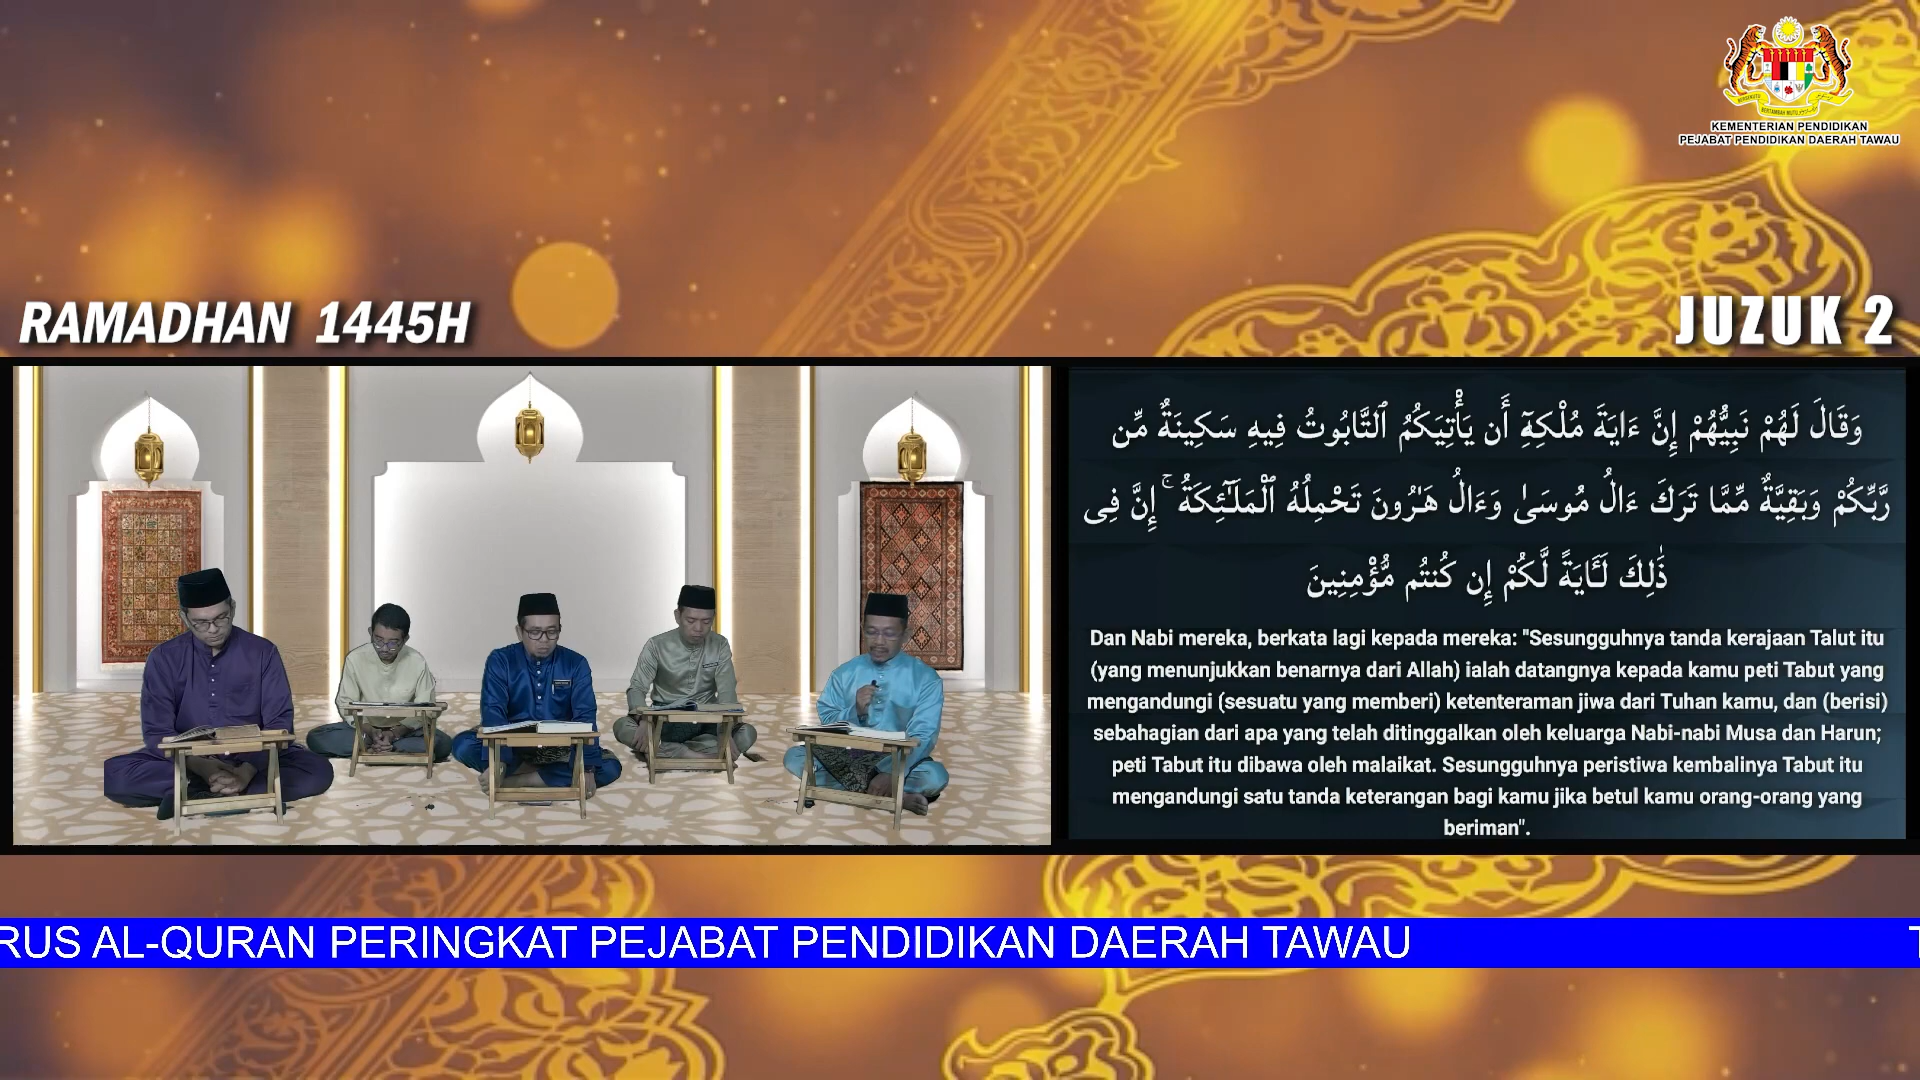 KEMENTERIAN PENDIDIKAN
PEJABAT PENDIDIKAN DAERAH TAWAU
RAMADHAN 1445H
JUZUK 2
وَقَالَ لَهُمْ نَبِيُّهُمْ إِنَّ ءَايَةَ مُلْكِهِۦٓ أَن يَأْتِيَكُمُ ٱلتَّابُوتُ فِيهِ سَكِينَةٌ مِّن
رَّبِّكُمْ وَبَقِيَّةٌ مِّمَّا تَرَكَ ءَالُ مُوسَىٰ وَءَالُ هَـٰرُونَ تَحْمِلُهُ ٱلْمَلَـٰٓئِكَةُ ۚ إِنَّ فِى
ذَٰلِكَ لَـَٔايَةً لَّكُمْ إِن كُنتُم مُّؤْمِنِينَ
Dan Nabi mereka, berkata lagi kepada mereka: "Sesungguhnya tanda kerajaan Talut itu
(yang menunjukkan benarnya dari Allah) ialah datangnya kepada kamu peti Tabut yang
mengandungi (sesuatu yang memberi) ketenteraman jiwa dari Tuhan kamu, dan (berisi)
sebahagian dari apa yang telah ditinggalkan oleh keluarga Nabi-nabi Musa dan Harun;
peti Tabut itu dibawa oleh malaikat. Sesungguhnya peristiwa kembalinya Tabut itu
mengandungi satu tanda keterangan bagi kamu jika betul kamu orang-orang yang
beriman".
RUS AL-QURAN PERINGKAT PEJABAT PENDIDIKAN DAERAH TAWAU